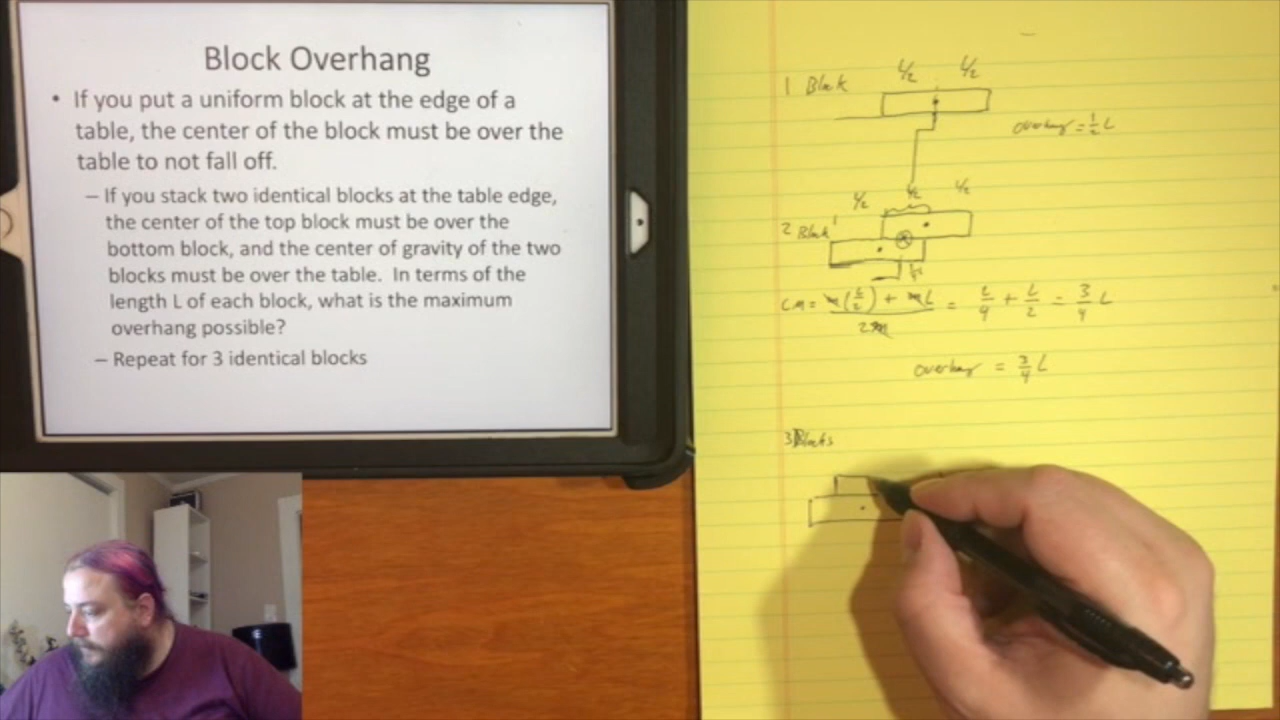 Block Overhang
• If you put a uniform block at the edge of a
table, the center of the block must be over the
table to not fall off.
– If you stack two identical blocks at the table edge,
the center of the top block must be over the
bottom block, and the center of gravity of the two
blocks must be over the table. In terms of the
length L of each block, what is the maximum
overhang possible?
– Repeat for 3 identical blocks
1 Block
L/2 L/2
overhang = 1/2 L
L/2 L/2 L/2
2 Block
CM = m(L/2) + mL / 2m = L/4 + L/2 = 3/4 L
overhang = 3/4 L
3 Blocks